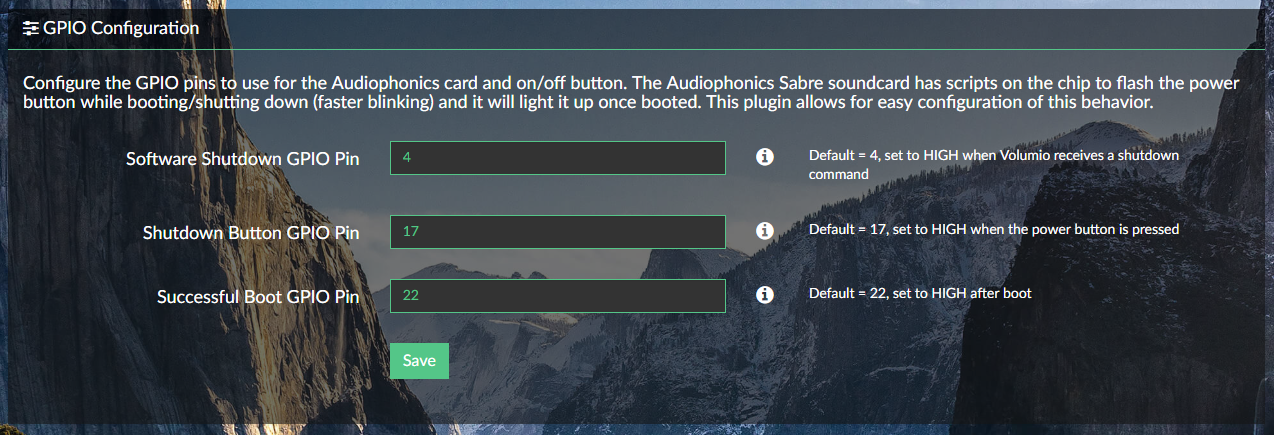 GPIO Configuration
Configure the GPIO pins to use for the Audiophonics card and on/off button. The Audiophonics Sabre soundcard has scripts on the chip to flash the power
button while booting/shutting down (faster blinking) and it will light it up once booted. This plugin allows for easy configuration of this behavior.
Software Shutdown GPIO Pin 4 Default = 4, set to HIGH when Volumio receives a shutdown
command
Shutdown Button GPIO Pin 17 Default = 17, set to HIGH when the power button is pressed
Successful Boot GPIO Pin 22 Default = 22, set to HIGH after boot
Save